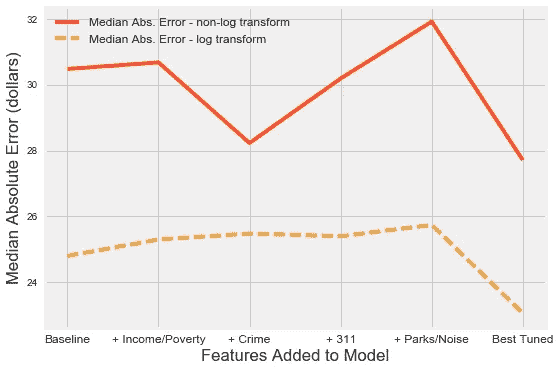 Median Abs. Error - non-log transform
Median Abs. Error - log transform
Median Absolute Error (dollars)
32
30
28
26
24
Baseline + Income/Poverty + Crime + 311 + Parks/Noise Best Tuned
Features Added to Model